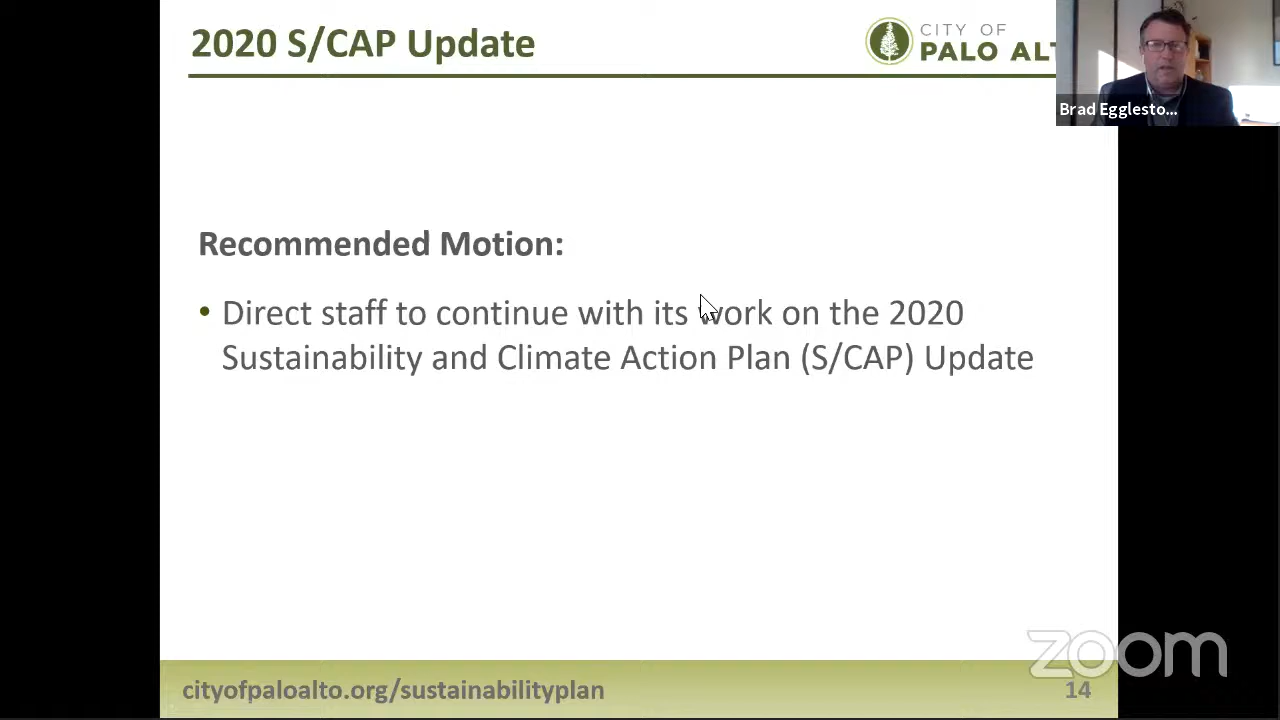 2020 S/CAP Update
CITY OF
PALO ALT
Brad Egglesto...
Recommended Motion:
• Direct staff to continue with its work on the 2020
Sustainability and Climate Action Plan (S/CAP) Update
zoom
cityofpaloalto.org/sustainabilityplan
14